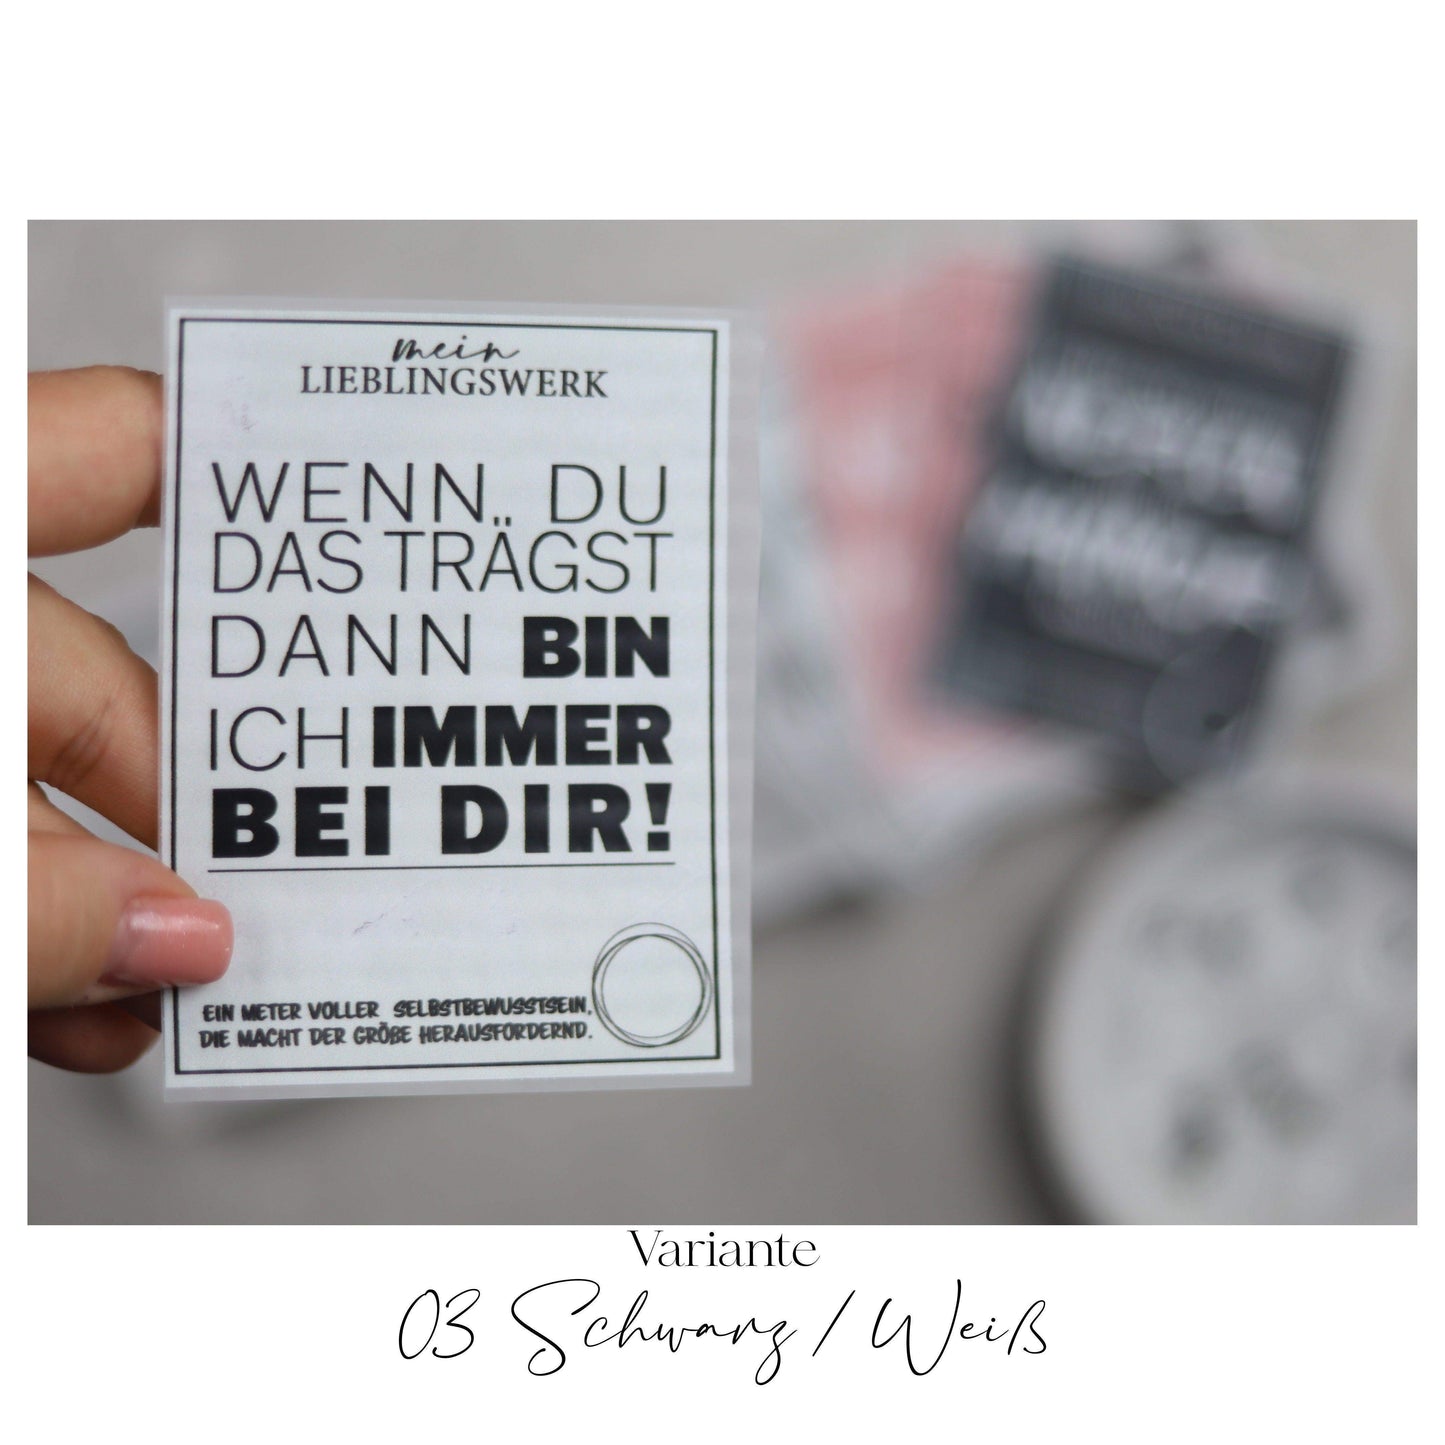 mein
LIEBLINGSWERK
WENN DU
DAS TRÄGST
DANN BIN
ICH IMMER
BEI DIR!
EIN METER VOLLER SELBSTBEWUSSTSEIN,
DIE MACHT DER GRÖßE HERAUSFORDERND.
Variante
03 Schwarz / Weiß